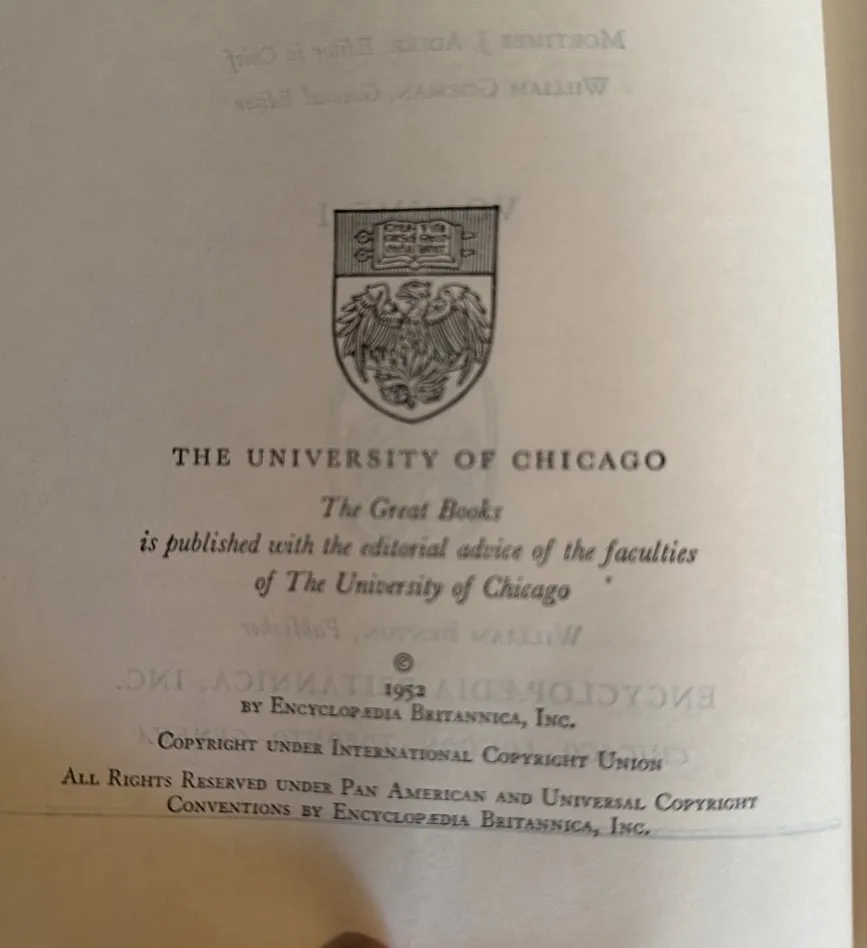 THE UNIVERSITY OF CHICAGO
The Great Books
is published with the editorial advice of the faculties
of The University of Chicago
©
1952
BY ENCYCLOPÆDIA BRITANNICA, INC.
COPYRIGHT UNDER INTERNATIONAL COPYRIGHT UNION
ALL RIGHTS RESERVED UNDER PAN AMERICAN AND UNIVERSAL COPYRIGHT
CONVENTIONS BY ENCYCLOPÆDIA BRITANNICA, INC.